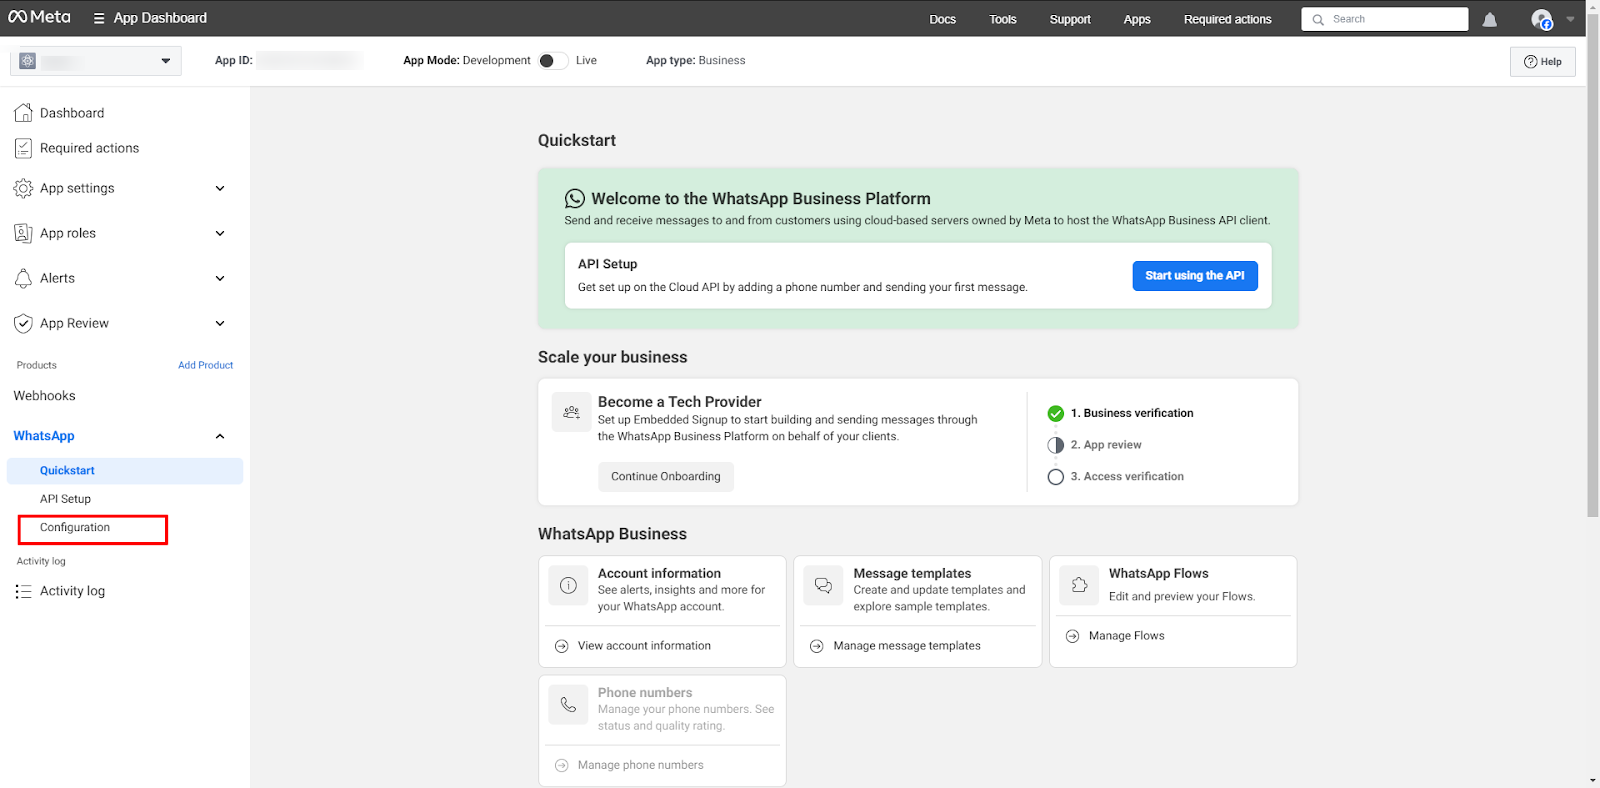 Meta
App Dashboard
Docs
Tools
Support
Apps
Required actions
Search
App ID:
App Mode: Development
Live
App type: Business
Help
Dashboard
Required actions
App settings
App roles
Alerts
App Review
Products
Add Product
Webhooks
WhatsApp
Quickstart
API Setup
Configuration
Activity log
Activity log
Quickstart
Welcome to the WhatsApp Business Platform
Send and receive messages to and from customers using cloud-based servers owned by Meta to host the WhatsApp Business API client.
API Setup
Get set up on the Cloud API by adding a phone number and sending your first message.
Start using the API
Scale your business
Become a Tech Provider
Set up Embedded Signup to start building and sending messages through
the WhatsApp Business Platform on behalf of your clients.
Continue Onboarding
1. Business verification
2. App review
3. Access verification
WhatsApp Business
Account information
See alerts, insights and more for
your WhatsApp account.
View account information
Message templates
Create and update templates and
explore sample templates.
Manage message templates
WhatsApp Flows
Edit and preview your Flows.
Manage Flows
Phone numbers
Manage your phone numbers. See
status and quality rating.
Manage phone numbers